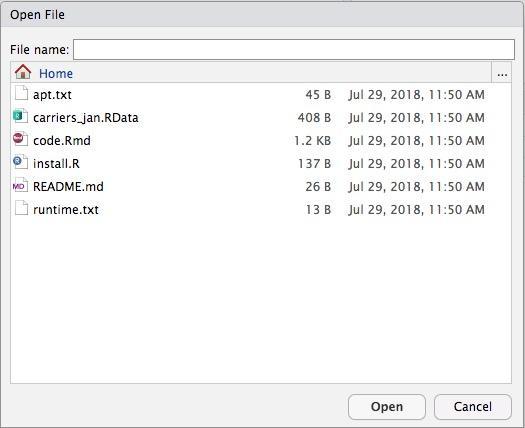 Open File
File name:
Home ...
apt.txt 45 B Jul 29, 2018, 11:50 AM
carriers_jan.RData 408 B Jul 29, 2018, 11:50 AM
code.Rmd 1.2 KB Jul 29, 2018, 11:50 AM
install.R 137 B Jul 29, 2018, 11:50 AM
MD README.md 26 B Jul 29, 2018, 11:50 AM
runtime.txt 13 B Jul 29, 2018, 11:50 AM
Open Cancel